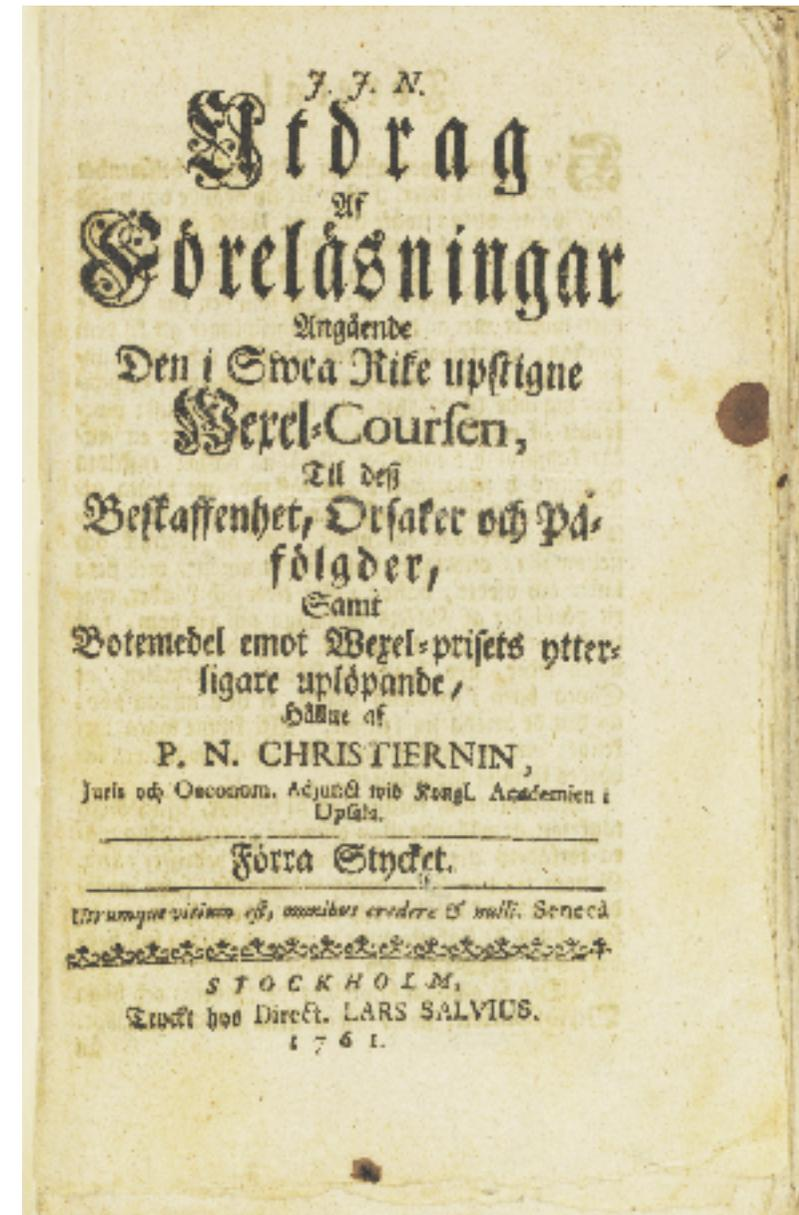 J. J. N.
Utdrag
Af
Föreläsningar
Angående
Den i Swea Rike upstigne
Wexel-Coursen,
Til deß
Beskaffenhet, Orsaker och På-
fölgder,
Samt
Botemedel emot Wexel-prisets ytter-
ligare uplöpande,
Hållne af
P. N. CHRISTIERNIN,
Juris och Oeconom. Adjunct wid Kongl. Academien i
Upsala.
Förra Stycket.
Utrumque vitium est, omnibus credere & nulli. Seneca
STOCKHOLM,
Tryckt hos Direct. LARS SALVIUS.
1761.